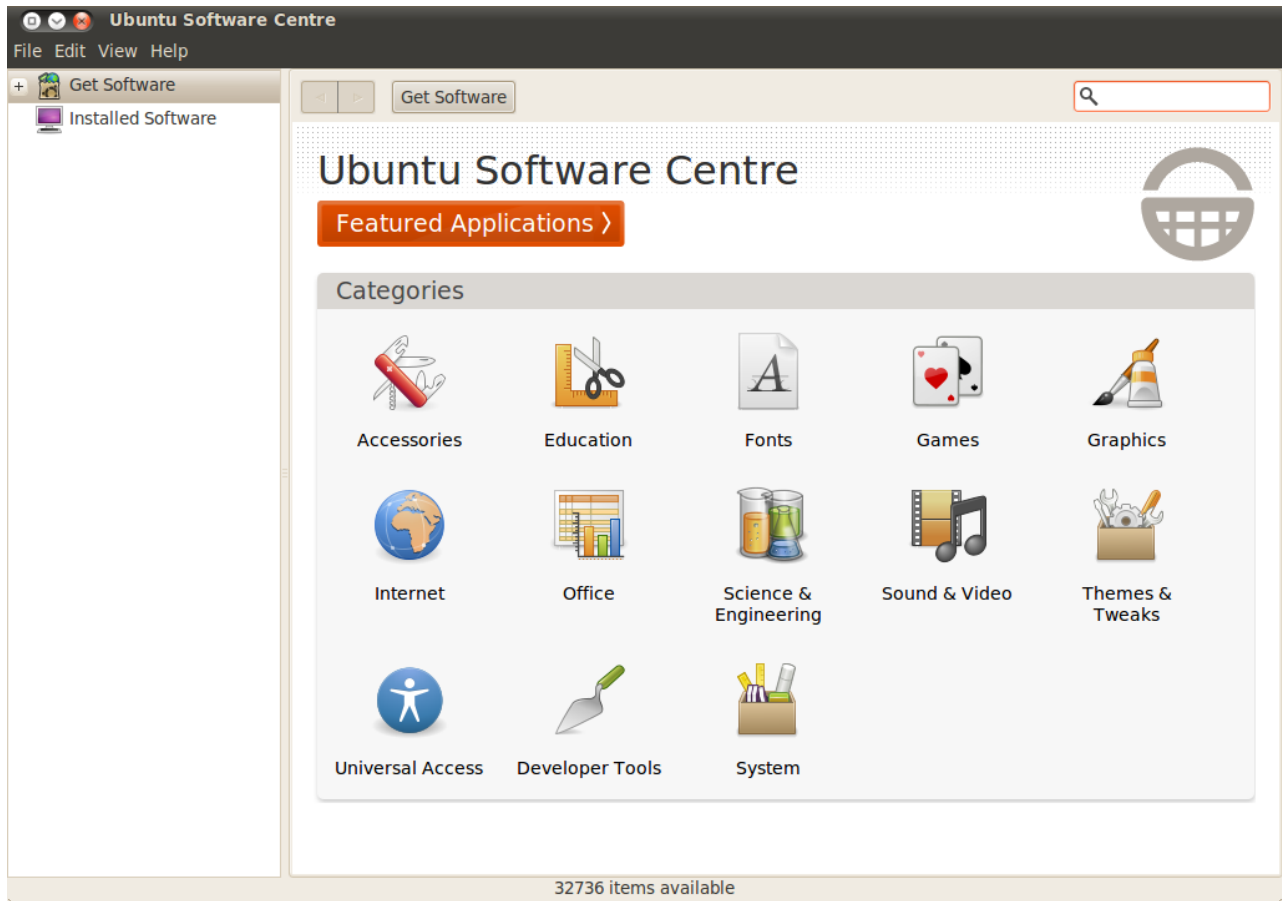 Ubuntu Software Centre
File Edit View Help
Get Software
Installed Software
Get Software
Ubuntu Software Centre
Featured Applications 〉
Categories
Accessories
Education
Fonts
Games
Graphics
Internet
Office
Science &
Engineering
Sound & Video
Themes &
Tweaks
Universal Access
Developer Tools
System
32736 items available